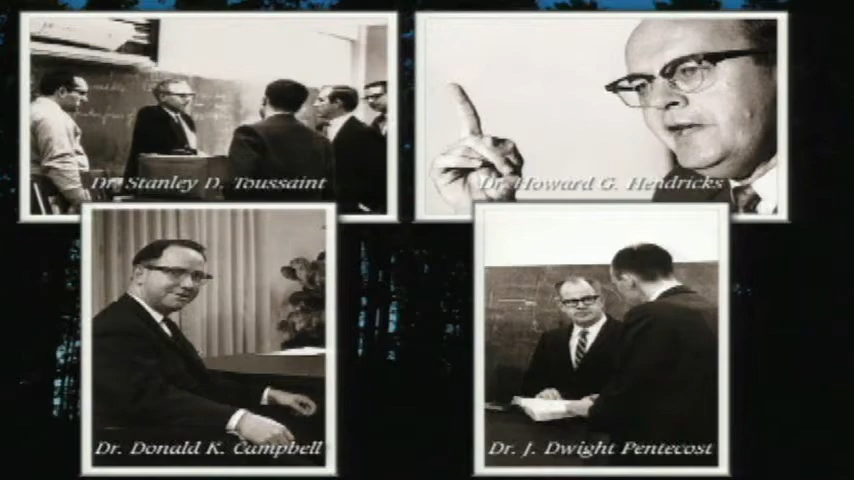 Dr. Stanley D. Toussaint
Dr. Howard G. Hendricks
Dr. Donald K. Campbell
Dr. J. Dwight Pentecost